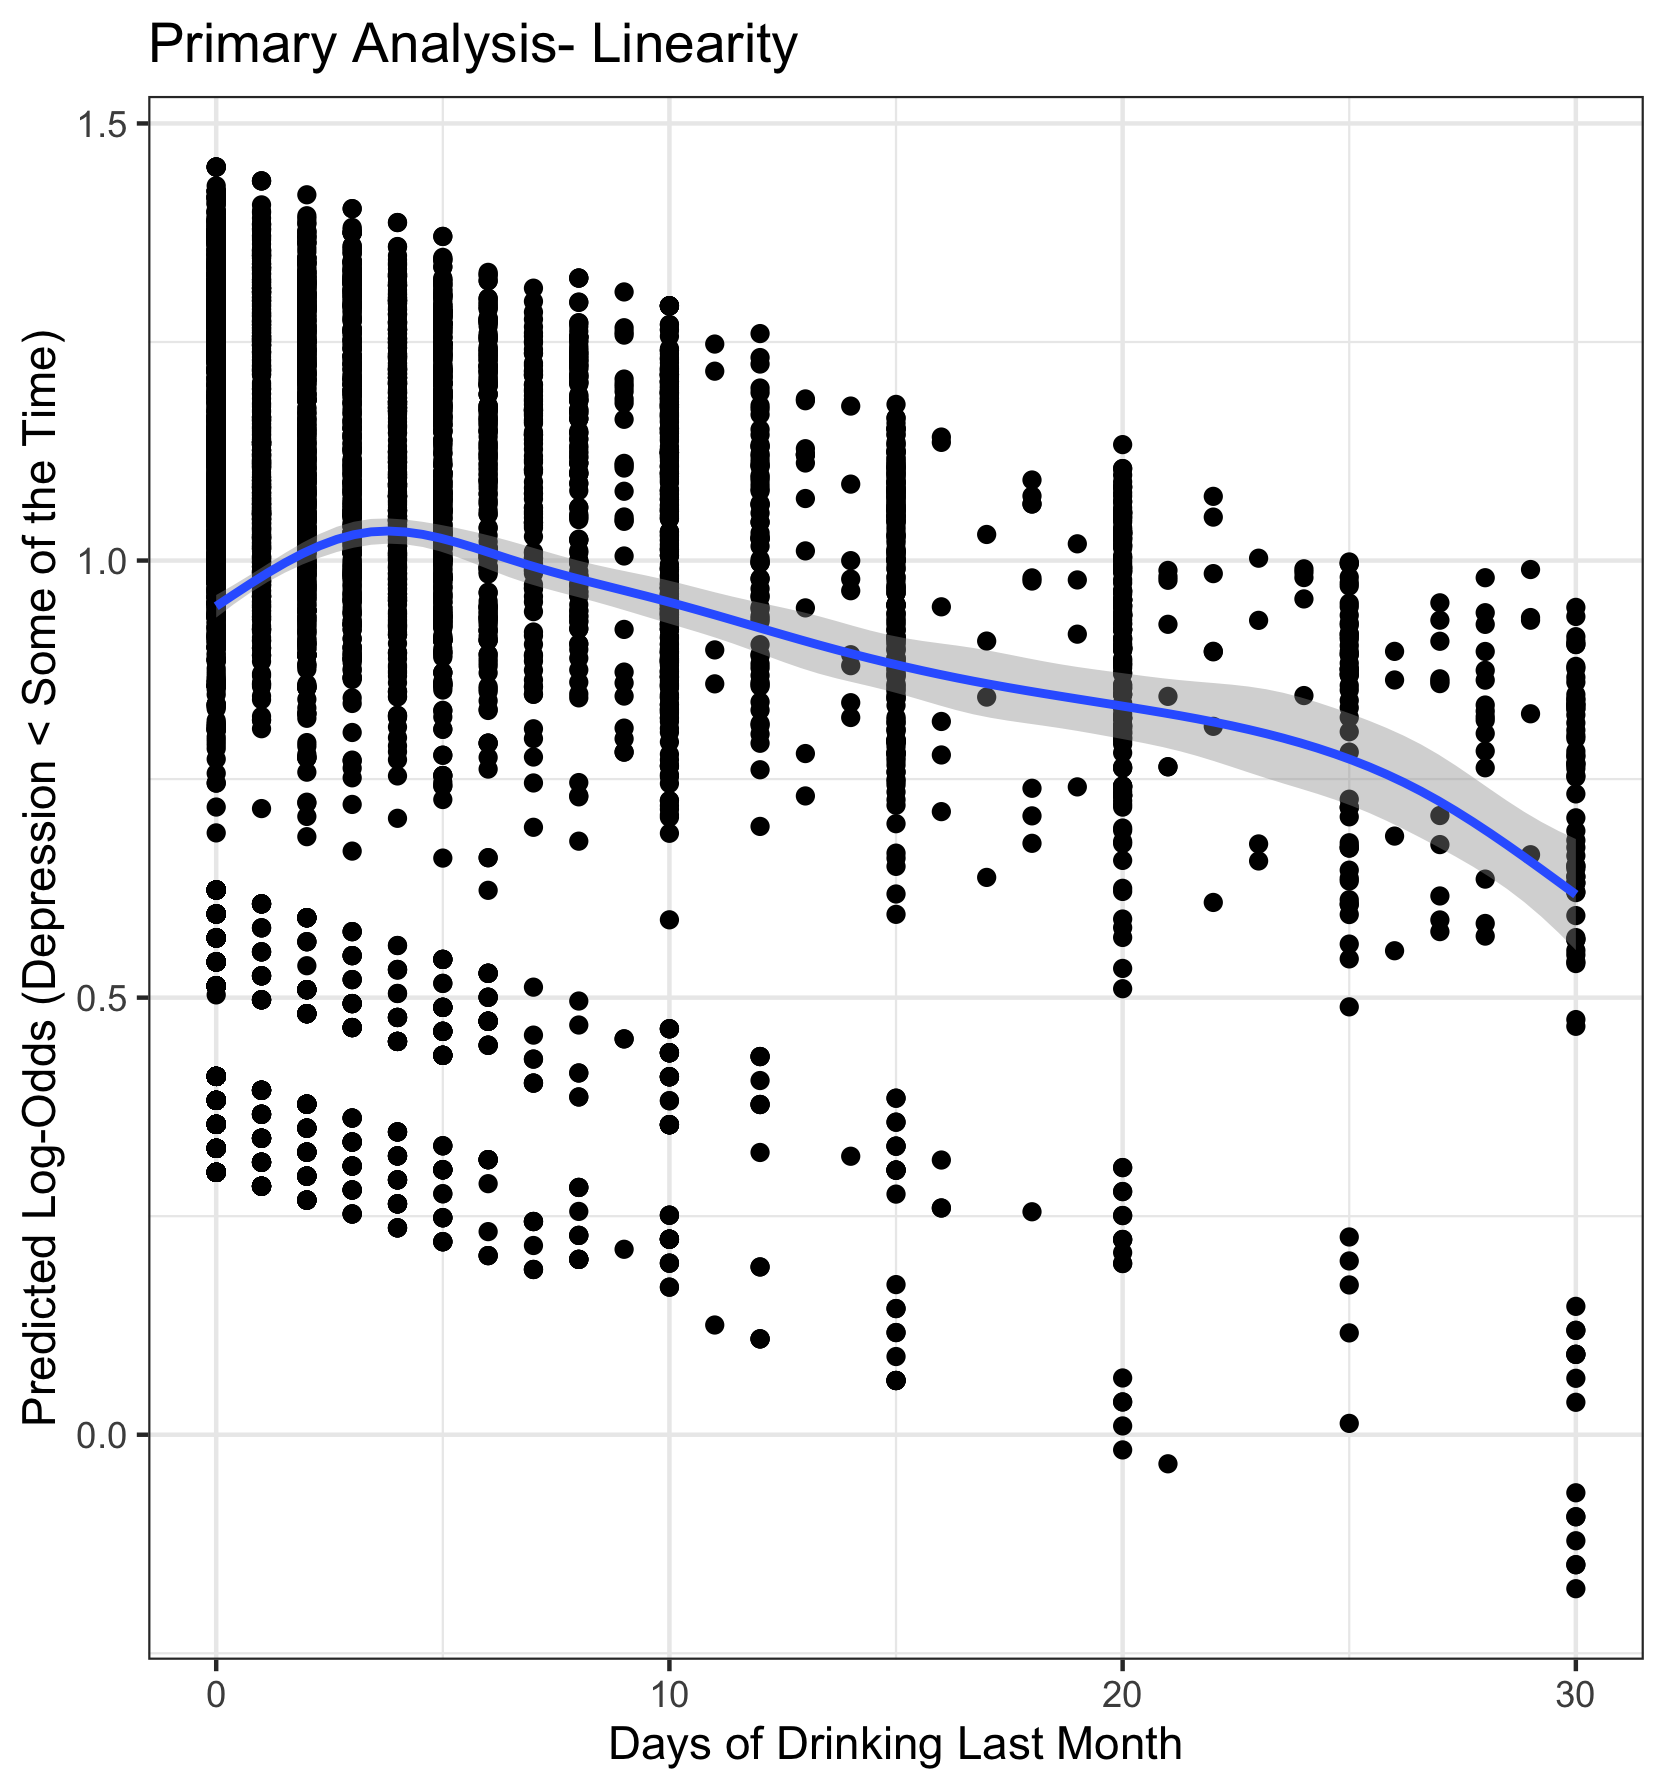 Primary Analysis- Linearity
Predicted Log-Odds (Depression < Some of the Time)
1.5
1.0
0.5
0.0
0
10
20
30
Days of Drinking Last Month